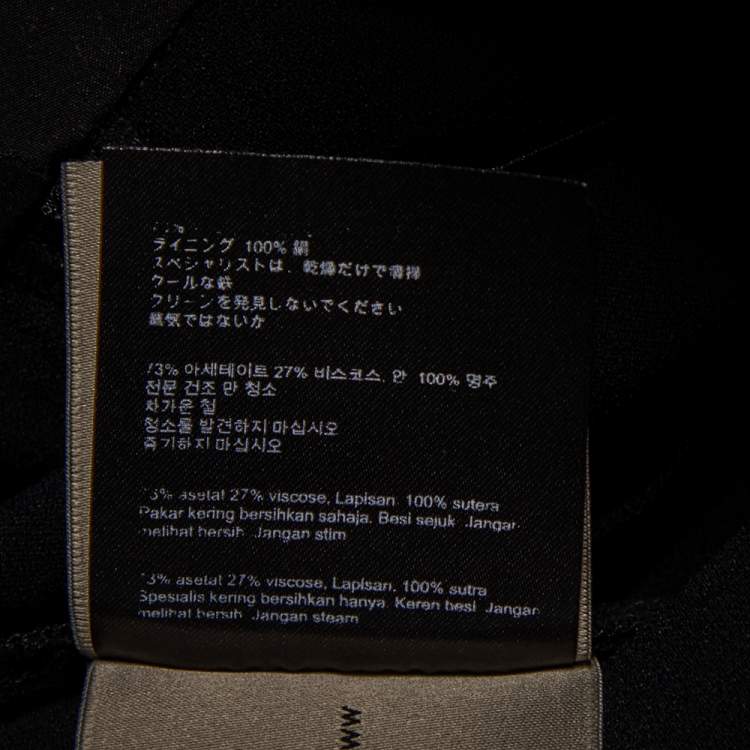 ライニング 100% 絹
スペシャリストは、乾燥だけで清掃
クールな鉄
クリーンを発見しないでください
蒸気ではないか
73% 아세테이트 27% 비스코스, 안 100% 명주
전문 건조 만 청소
차가운 철
청소를 발견하지 마십시오
증기하지 마십시오
73% asetat 27% viscose, Lapisan, 100% sutera
Pakar kering bersihkan sahaja. Besi sejuk. Jangan
melihat bersih. Jangan stim
73% asetat 27% viscose, Lapisan, 100% sutra
Spesialis kering bersihkan hanya. Keren besi. Jangan
melihat bersih. Jangan steam